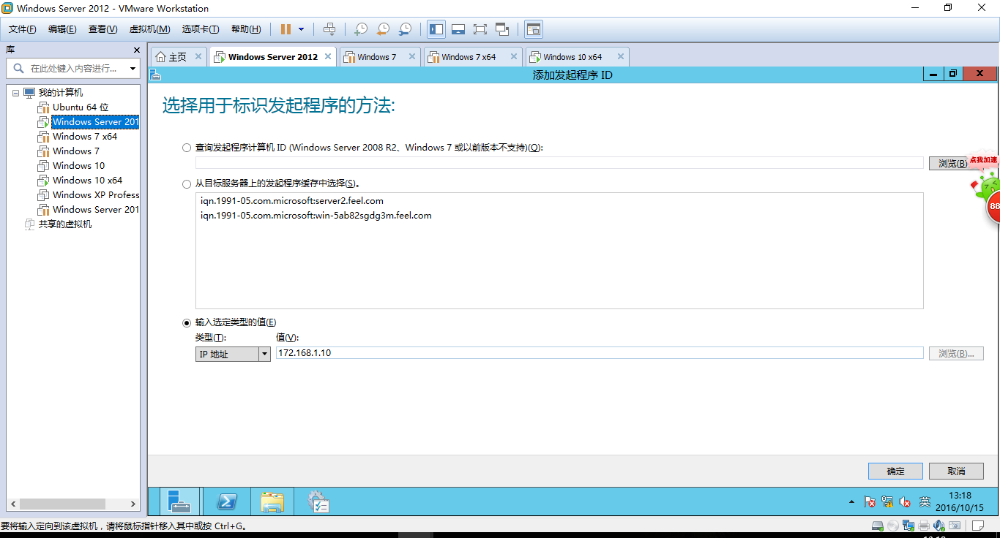 Windows Server 2012 - VMware Workstation
文件(F) 编辑(E) 查看(V) 虚拟机(M) 选项卡(T) 帮助(H)
库
在此处键入内容进行...
主页 Windows Server 2012 Windows 7 Windows 7 x64 Windows 10 x64
我的计算机
Ubuntu 64 位
Windows Server 201
Windows 7 x64
Windows 7
Windows 10
Windows 10 x64
Windows XP Profess
Windows Server 201
共享的虚拟机
添加发起程序 ID
选择用于标识发起程序的方法:
查询发起程序计算机 ID (Windows Server 2008 R2、Windows 7 或以前版本不支持)(Q):
浏览(B)
点我加速
88
从目标服务器上的发起程序缓存中选择(S)。
iqn.1991-05.com.microsoft:server2.feel.com
iqn.1991-05.com.microsoft:win-5ab82sgdg3m.feel.com
输入选定类型的值(E)
类型(T): 值(V):
IP 地址 172.168.1.10 浏览(B)...
确定 取消
英 13:18
2016/10/15
要将输入定向到该虚拟机，请将鼠标指针移入其中或按 Ctrl+G。